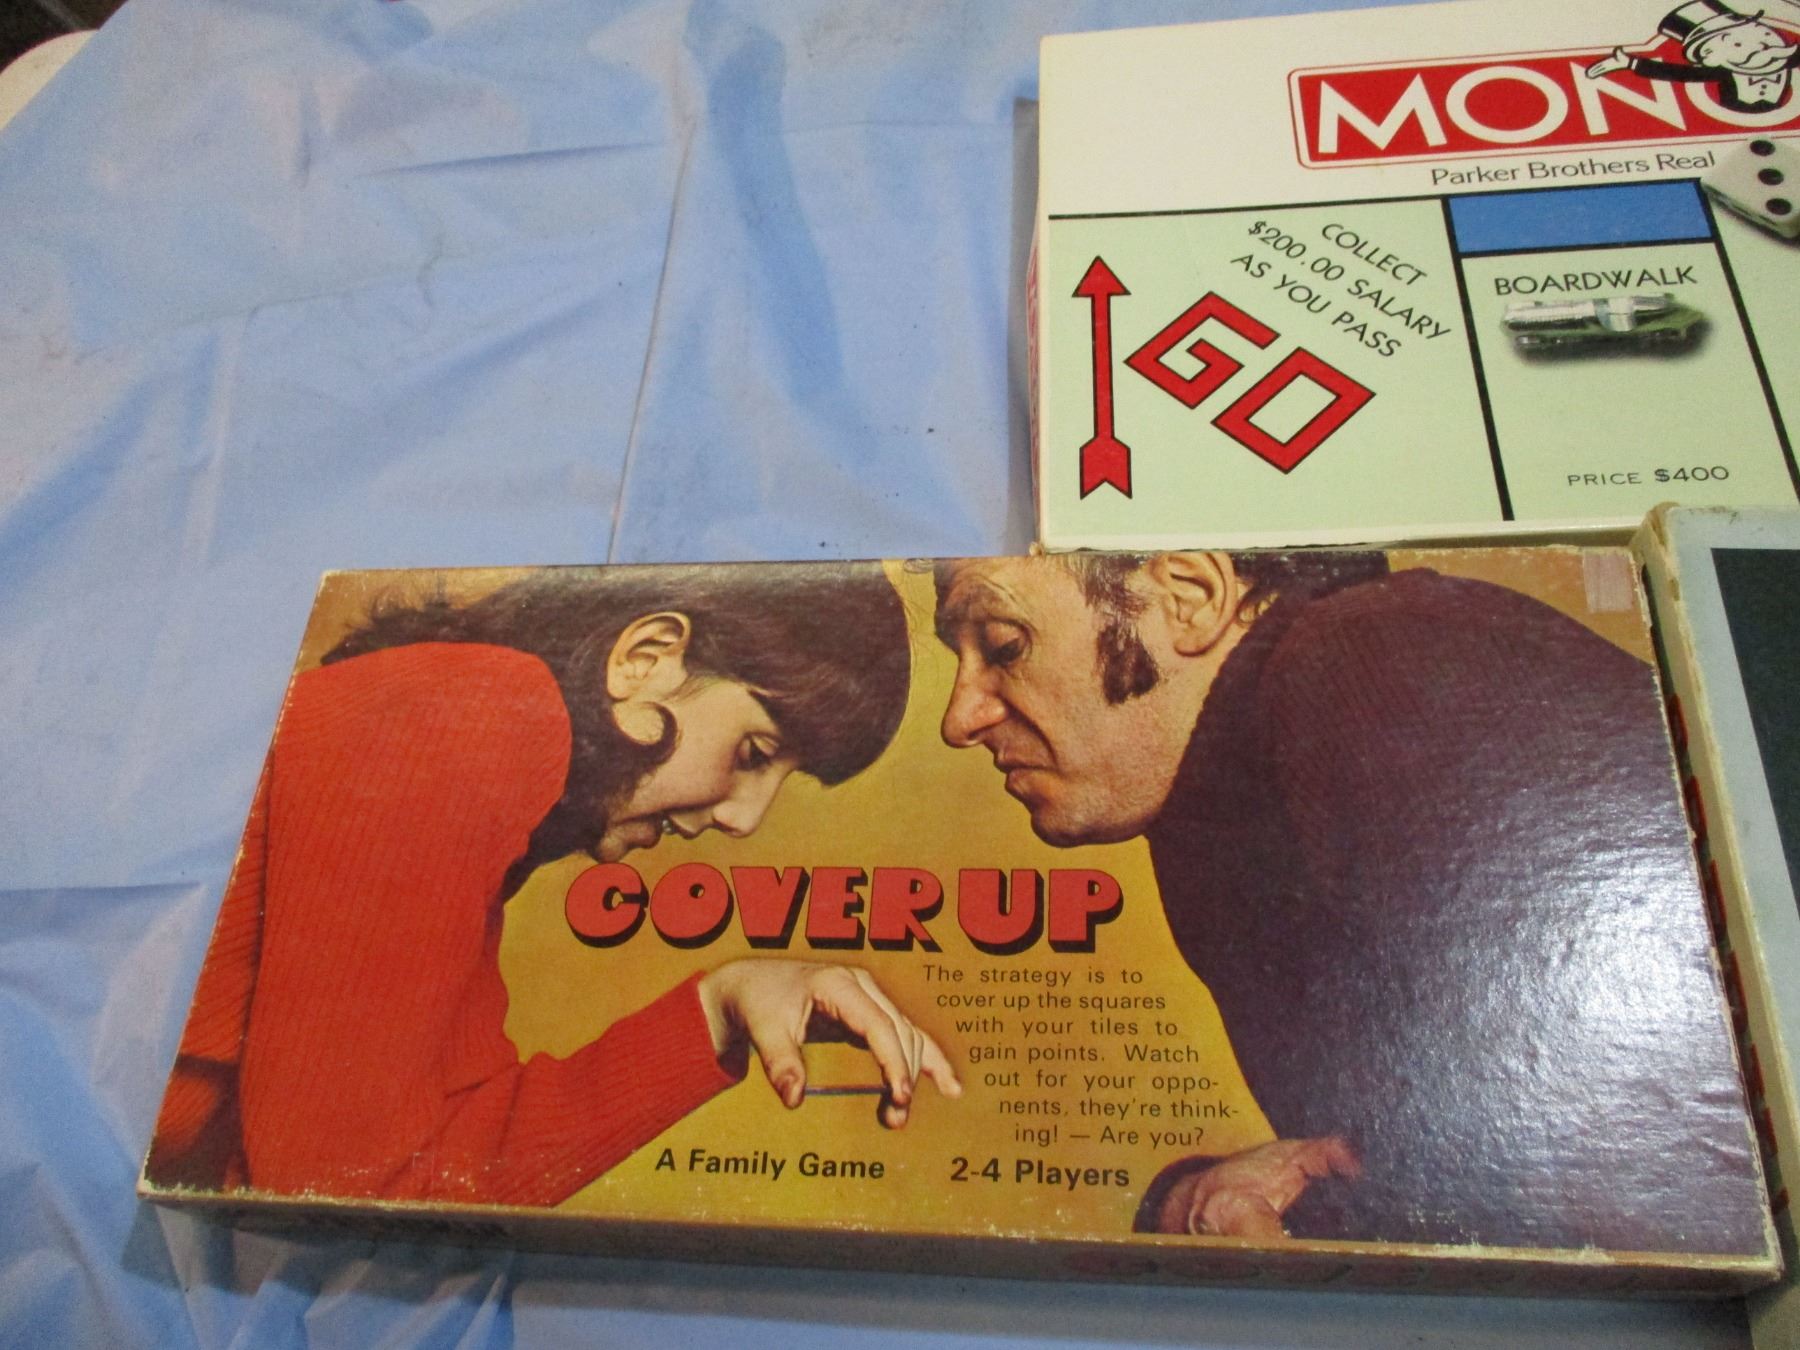 MONO
Parker Brothers Real
COLLECT
$200.00 SALARY
AS YOU PASS
GO
BOARDWALK
PRICE $400
COVER UP
The strategy is to
cover up the squares
with your tiles to
gain points. Watch
out for your oppo-
nents, they're think-
ing! — Are you?
A Family Game 2-4 Players